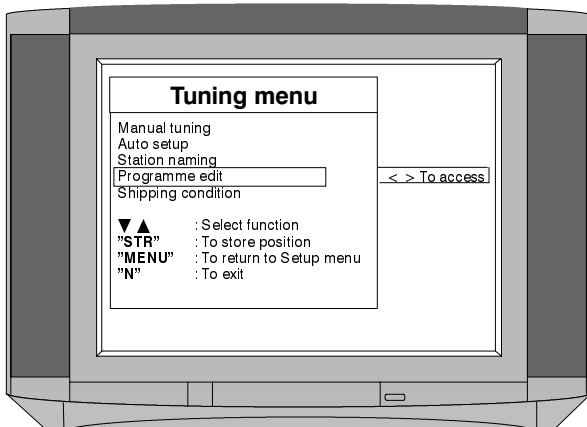 Tuning menu
Manual tuning
Auto setup
Station naming
Programme edit
< > To access
Shipping condition
▼ ▲ : Select function
”STR” : To store position
”MENU” : To return to Setup menu
”N” : To exit